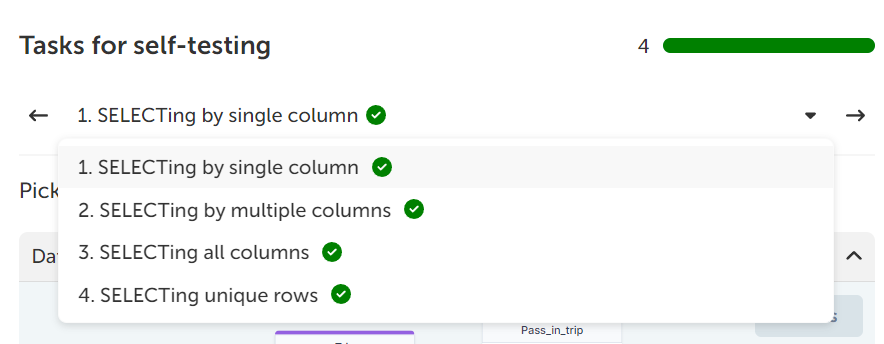 Tasks for self-testing
4
1. SELECTing by single column
1. SELECTing by single column
2. SELECTing by multiple columns
3. SELECTing all columns
4. SELECTing unique rows
Pick
Da
Pass_in_trip